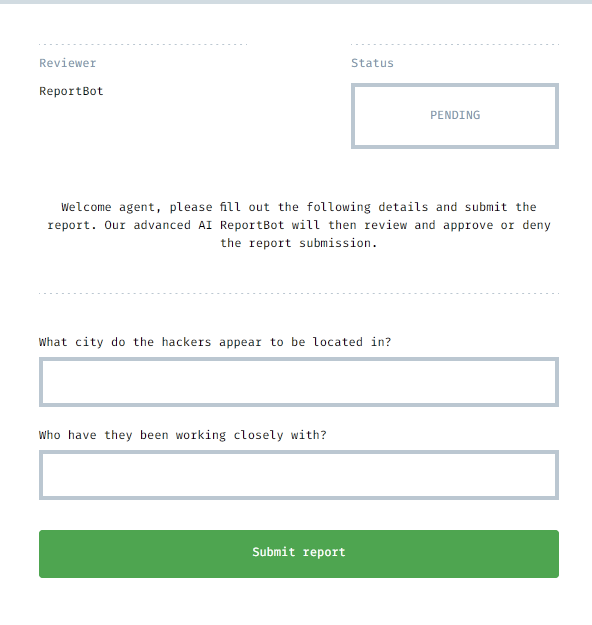 Reviewer
Status
ReportBot
PENDING
Welcome agent, please fill out the following details and submit the
report. Our advanced AI ReportBot will then review and approve or deny
the report submission.
What city do the hackers appear to be located in?
Who have they been working closely with?
Submit report